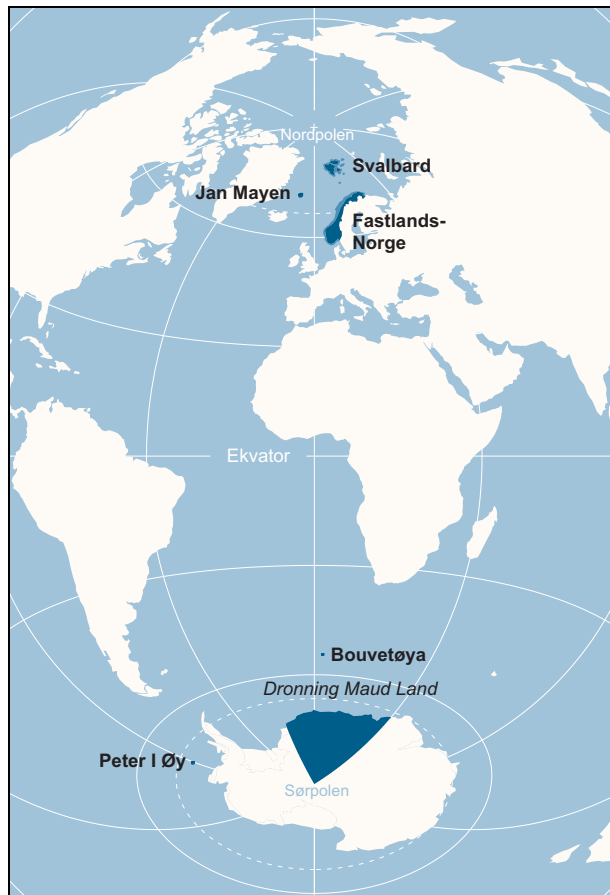 Nordpolen
Svalbard
Jan Mayen
Fastlands-
Norge
Ekvator
Bouvetøya
Dronning Maud Land
Peter I Øy
Sørpolen